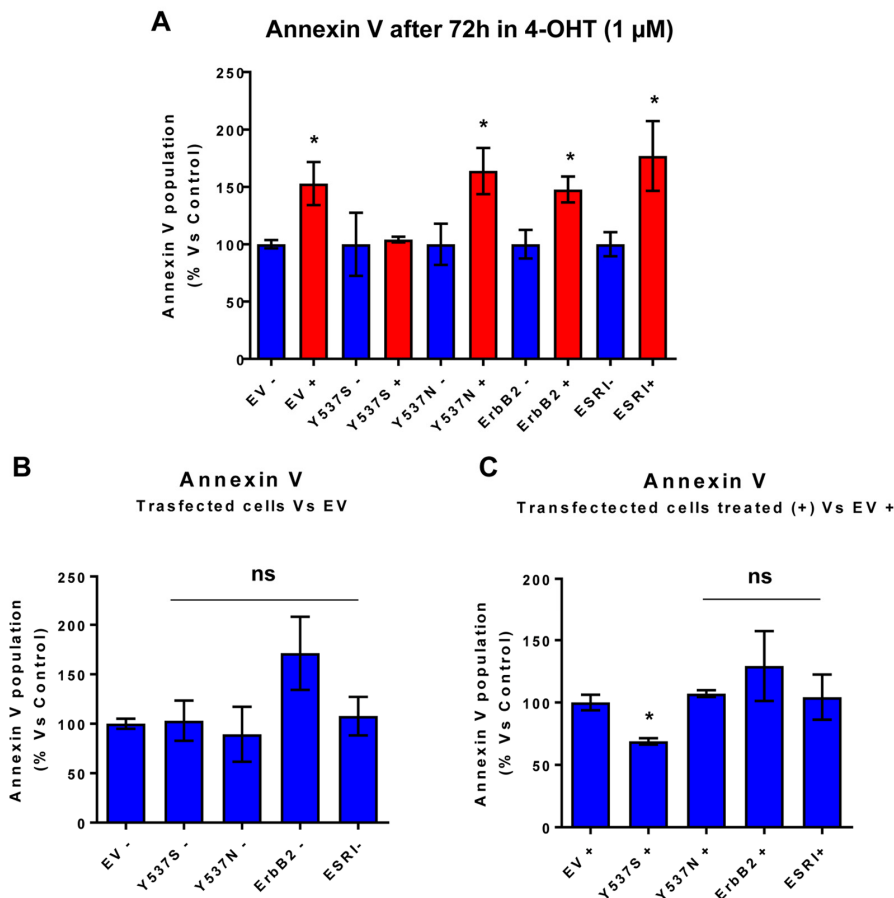 A
Annexin V after 72h in 4-OHT (1 µM)
Annexin V population
(% Vs Control)
250
200
150
100
50
0
*
*
*
*
EV -
EV +
Y537S -
Y537S +
Y537N -
Y537N +
ErbB2 -
ErbB2 +
ESRI-
ESRI+
B
Annexin V
Trasfected cells Vs EV
Annexin V population
(% Vs Control)
250
200
150
100
50
0
ns
EV -
Y537S -
Y537N -
ErbB2 -
ESRI-
C
Annexin V
Transfectected cells treated (+) Vs EV +
Annexin V population
(% Vs Control)
200
150
100
50
0
*
ns
EV +
Y537S +
Y537N +
ErbB2 +
ESRI+